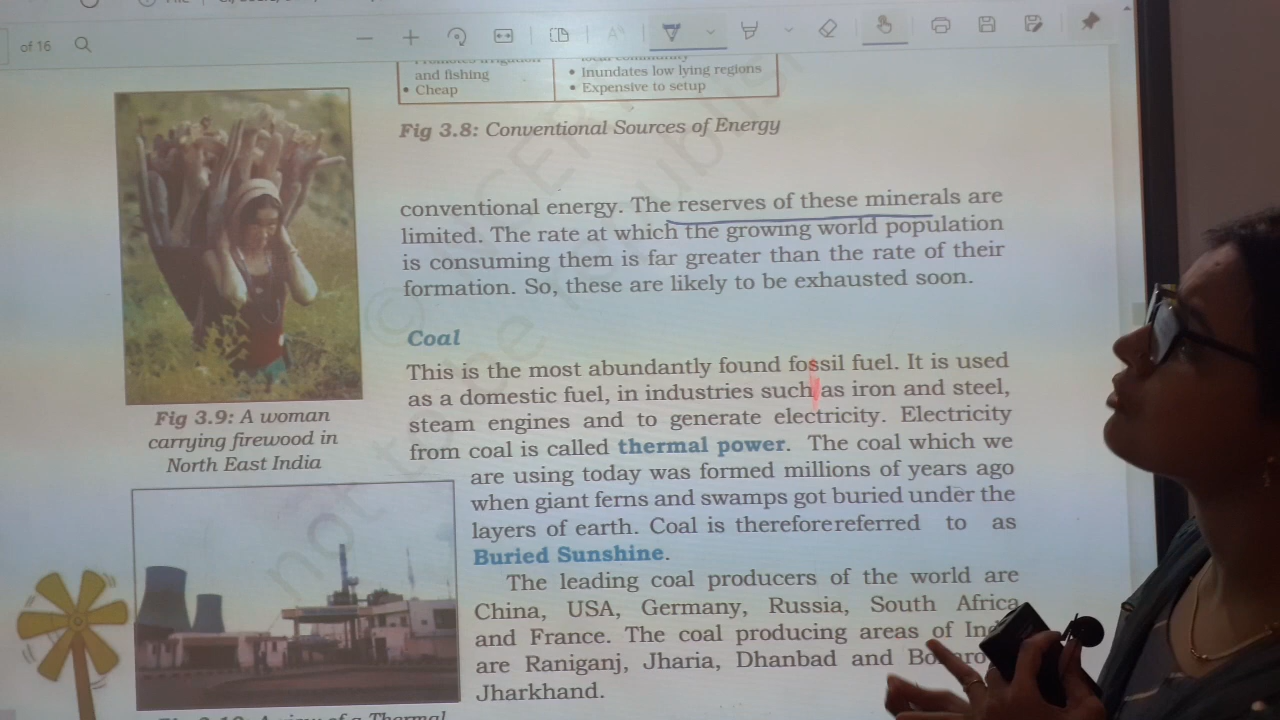 of 16
and fishing
• Cheap
• Inundates low lying regions
• Expensive to setup
Fig 3.8: Conventional Sources of Energy
conventional energy. The reserves of these minerals are
limited. The rate at which the growing world population
is consuming them is far greater than the rate of their
formation. So, these are likely to be exhausted soon.
Coal
This is the most abundantly found fossil fuel. It is used
as a domestic fuel, in industries such as iron and steel,
steam engines and to generate electricity. Electricity
from coal is called thermal power. The coal which we
are using today was formed millions of years ago
when giant ferns and swamps got buried under the
layers of earth. Coal is thereforereferred to as
Buried Sunshine.
The leading coal producers of the world are
China, USA, Germany, Russia, South Africa
and France. The coal producing areas of
are Raniganj, Jharia, Dhanbad and
Jharkhand.
Fig 3.9: A woman
carrying firewood in
North East India